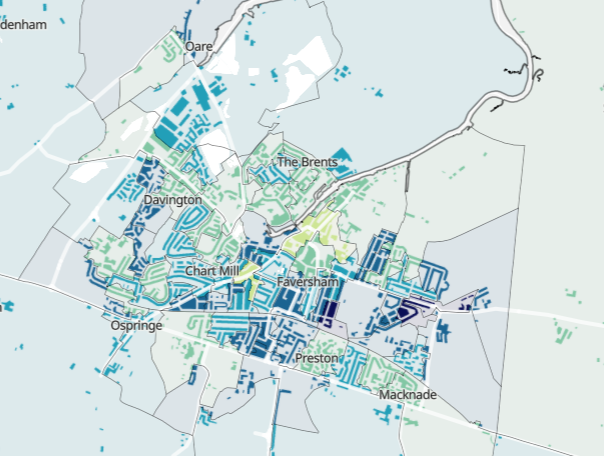 denham
Oare
The Brents
Davington
Chart Mill
Faversham
Ospringe
Preston
Macknade